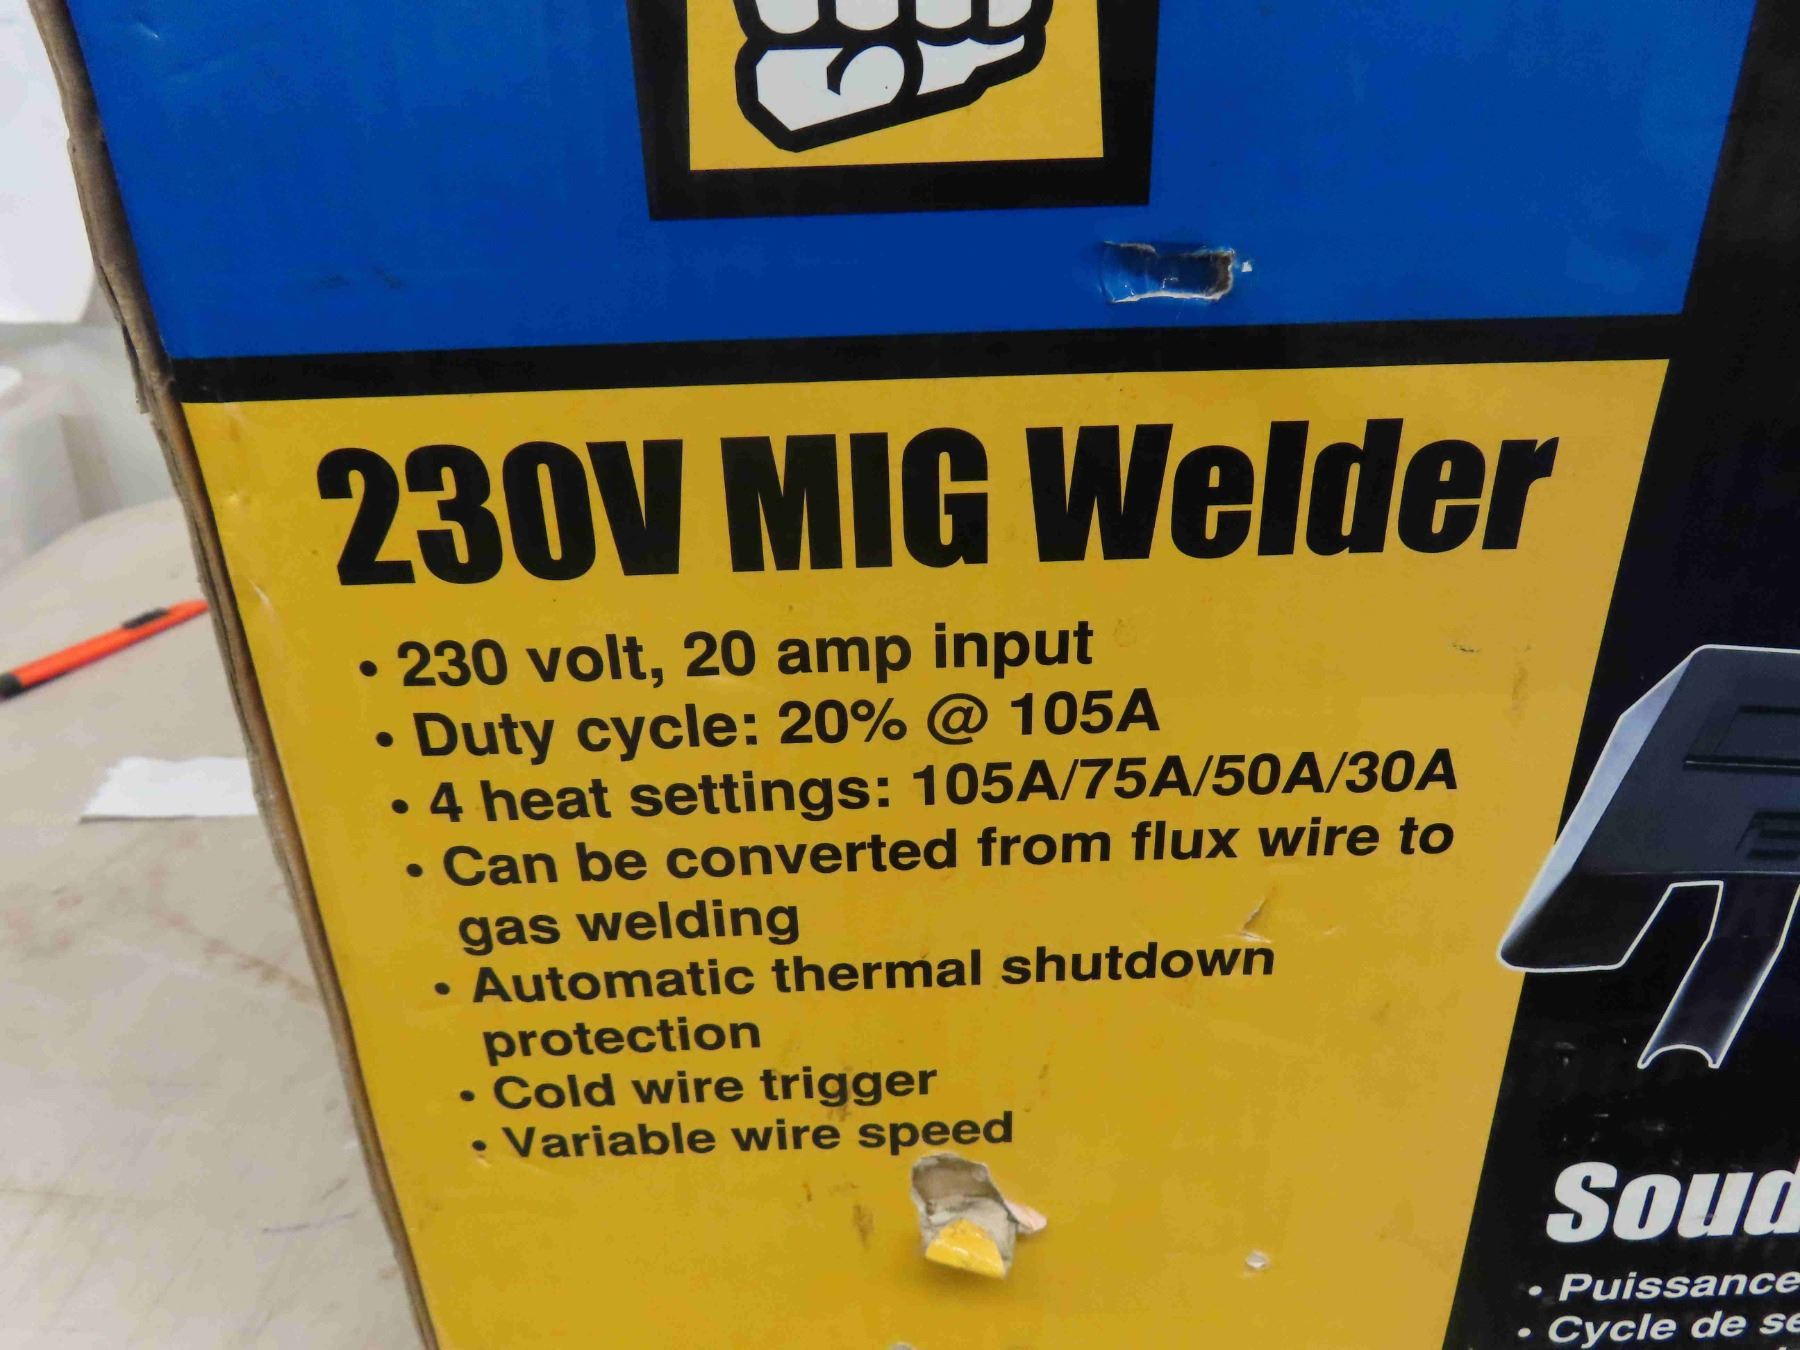 230V MIG Welder
• 230 volt, 20 amp input
• Duty cycle: 20% @ 105A
• 4 heat settings: 105A/75A/50A/30A
• Can be converted from flux wire to
gas welding
• Automatic thermal shutdown
protection
• Cold wire trigger
• Variable wire speed
Soud
• Puissance
• Cycle de se